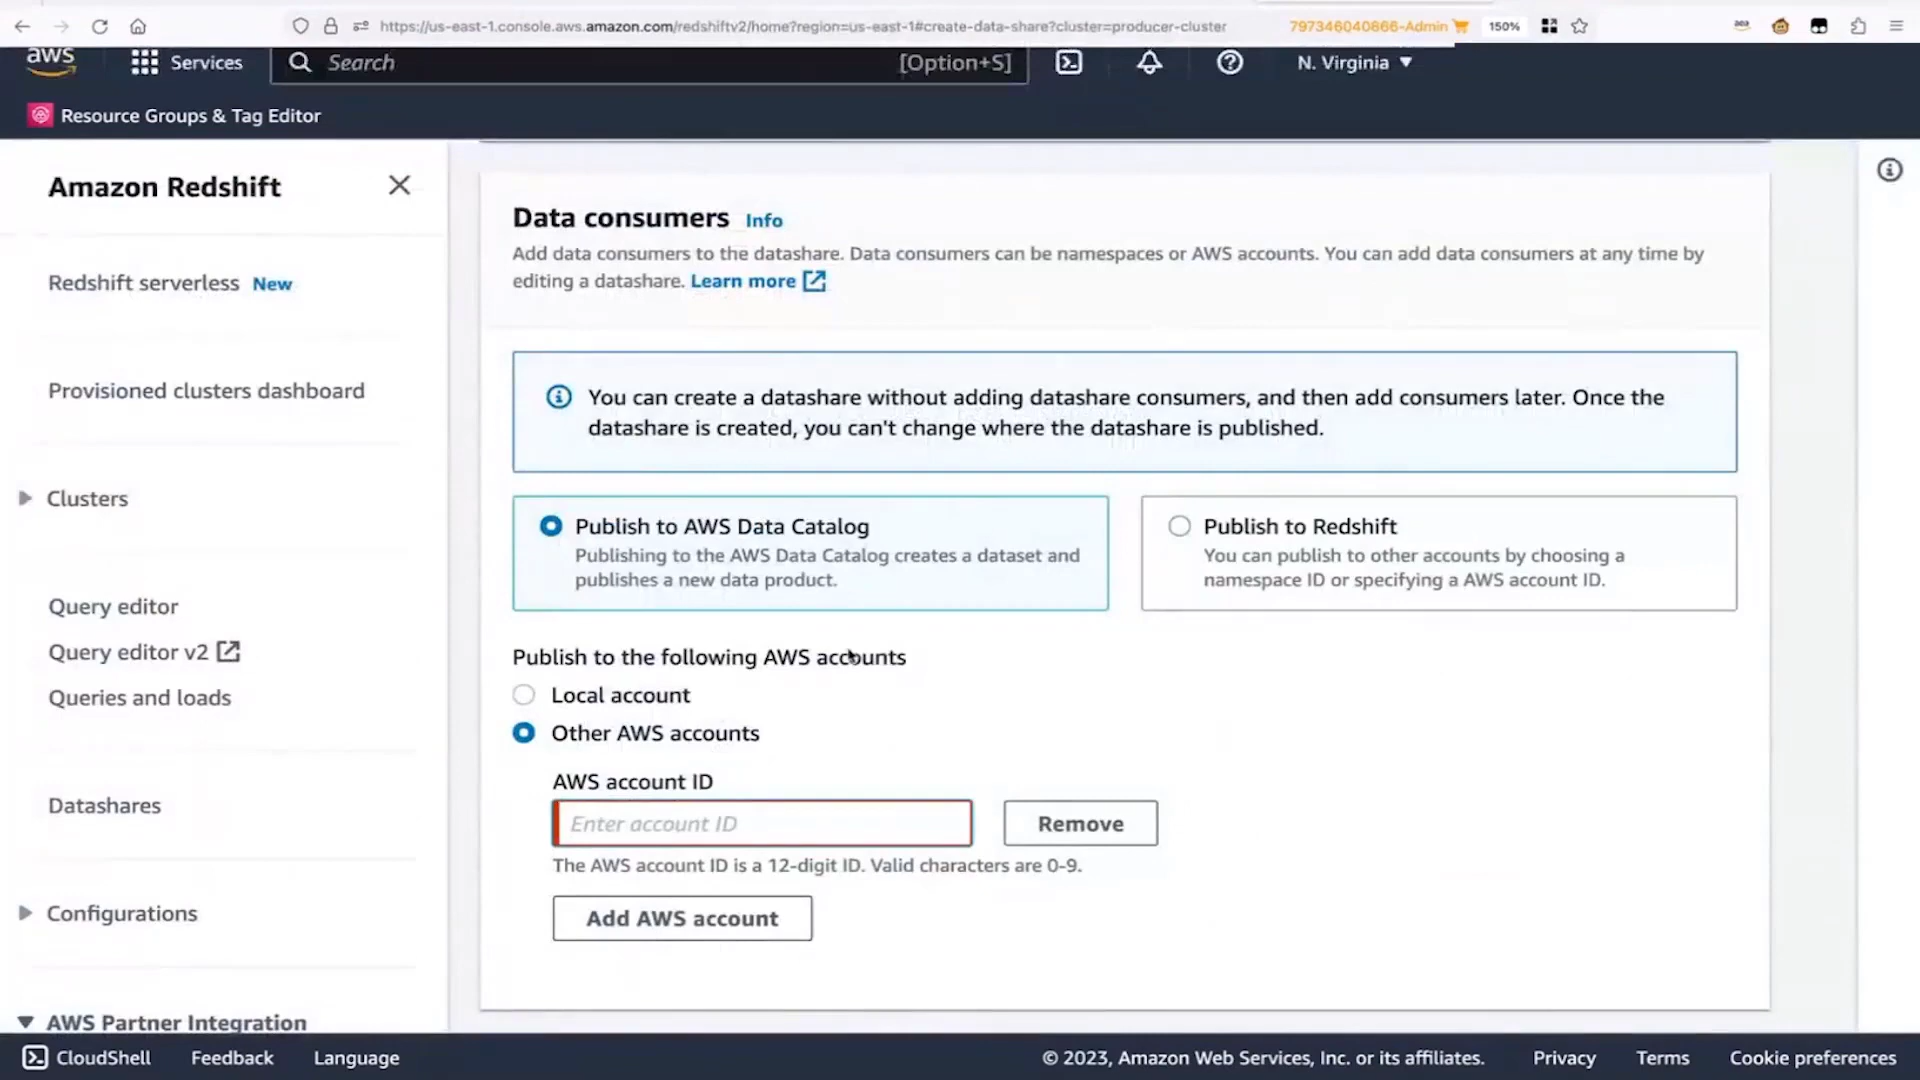 https://us-east-1.console.aws.amazon.com/redshiftv2/home?region=us-east-1#create-data-share?cluster=producer-cluster
797346040866-Admin
150%
aws
Services
Search
[Option+S]
N. Virginia
Resource Groups & Tag Editor
Amazon Redshift
Redshift serverless New
Provisioned clusters dashboard
Clusters
Query editor
Query editor v2
Queries and loads
Datashares
Configurations
AWS Partner Integration
Data consumers Info
Add data consumers to the datashare. Data consumers can be namespaces or AWS accounts. You can add data consumers at any time by
editing a datashare. Learn more
You can create a datashare without adding datashare consumers, and then add consumers later. Once the
datashare is created, you can't change where the datashare is published.
Publish to AWS Data Catalog
Publishing to the AWS Data Catalog creates a dataset and
publishes a new data product.
Publish to Redshift
You can publish to other accounts by choosing a
namespace ID or specifying a AWS account ID.
Publish to the following AWS accounts
Local account
Other AWS accounts
AWS account ID
Enter account ID
Remove
The AWS account ID is a 12-digit ID. Valid characters are 0-9.
Add AWS account
CloudShell
Feedback
Language
© 2023, Amazon Web Services, Inc. or its affiliates.
Privacy
Terms
Cookie preferences